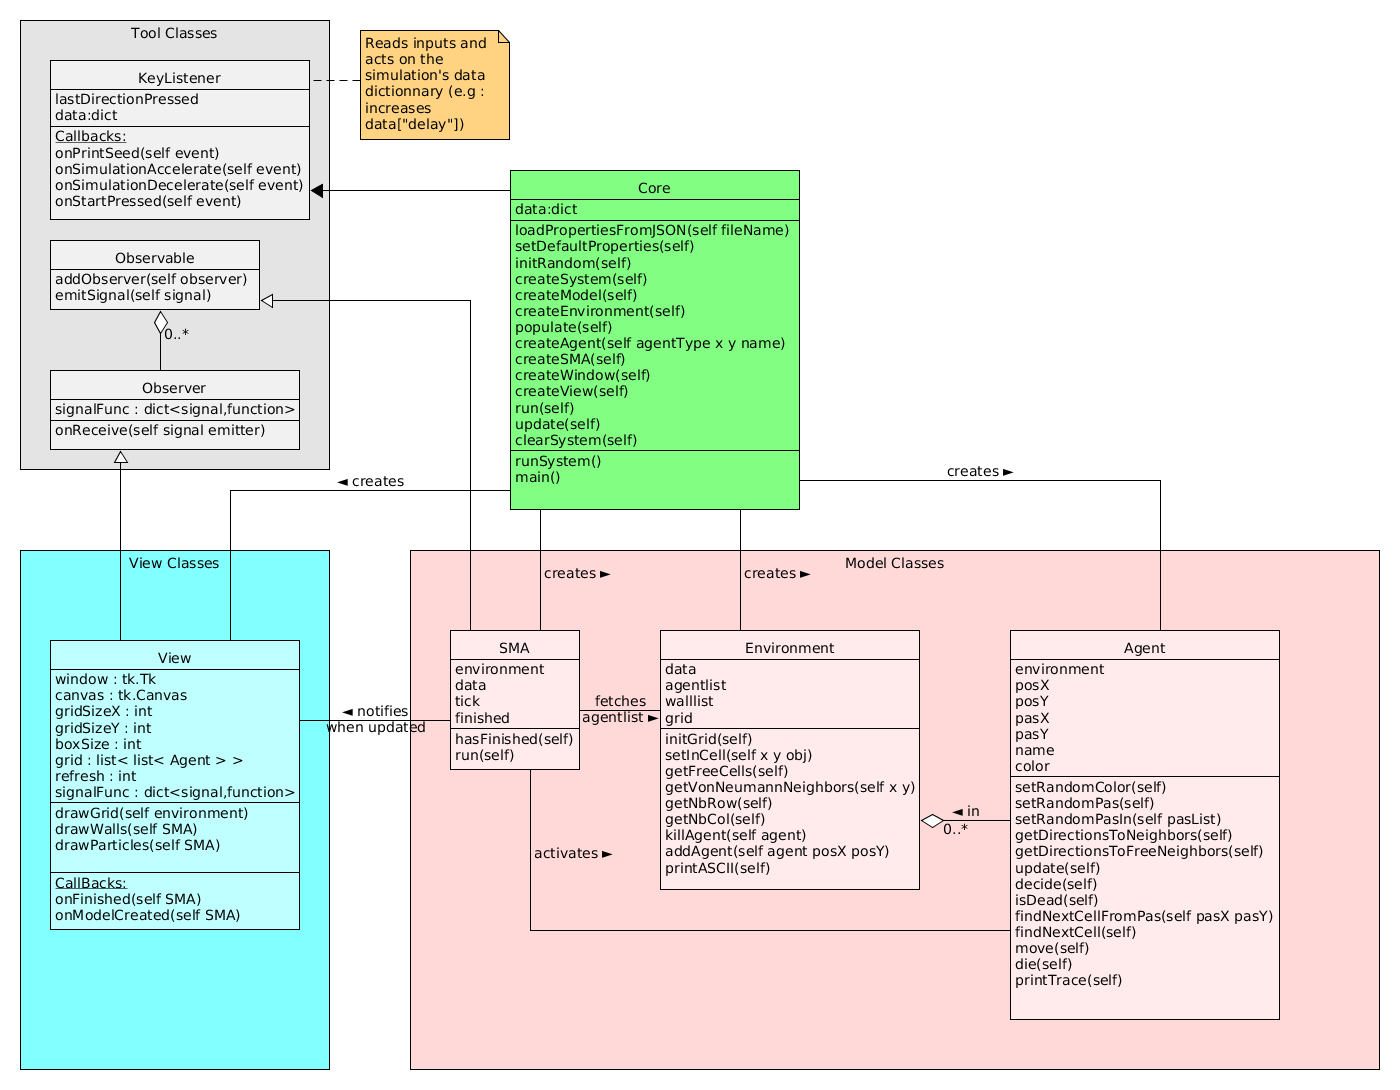 Tool Classes
KeyListener
lastDirectionPressed
data:dict
Callbacks:
onPrintSeed(self event)
onSimulationAccelerate(self event)
onSimulationDecelerate(self event)
onStartPressed(self event)
Reads inputs and
acts on the
simulation's data
dictionnary (e.g :
increases
data["delay"])
Observable
addObserver(self observer)
emitSignal(self signal)
0..*
Observer
signalFunc : dict<signal,function>
onReceive(self signal emitter)
Core
data:dict
loadPropertiesFromJSON(self fileName)
setDefaultProperties(self)
initRandom(self)
createSystem(self)
createModel(self)
createEnvironment(self)
populate(self)
createAgent(self agentType x y name)
createSMA(self)
createWindow(self)
createView(self)
run(self)
update(self)
clearSystem(self)
runSystem()
main()
◄ creates
creates ►
creates ►
creates ►
View Classes
View
window : tk.Tk
canvas : tk.Canvas
gridSizeX : int
gridSizeY : int
boxSize : int
grid : list< list< Agent > >
refresh : int
signalFunc : dict<signal,function>
drawGrid(self environment)
drawWalls(self SMA)
drawParticles(self SMA)
CallBacks:
onFinished(self SMA)
onModelCreated(self SMA)
◄ notifies
when updated
Model Classes
SMA
environment
data
tick
finished
hasFinished(self)
run(self)
fetches
agentlist ►
activates ►
Environment
data
agentlist
walllist
grid
initGrid(self)
setInCell(self x y obj)
getFreeCells(self)
getVonNeumannNeighbors(self x y)
getNbRow(self)
getNbCol(self)
killAgent(self agent)
addAgent(self agent posX posY)
printASCII(self)
◄ in
0..*
Agent
environment
posX
posY
pasX
pasY
name
color
setRandomColor(self)
setRandomPas(self)
setRandomPasIn(self pasList)
getDirectionsToNeighbors(self)
getDirectionsToFreeNeighbors(self)
update(self)
decide(self)
isDead(self)
findNextCellFromPas(self pasX pasY)
findNextCell(self)
move(self)
die(self)
printTrace(self)